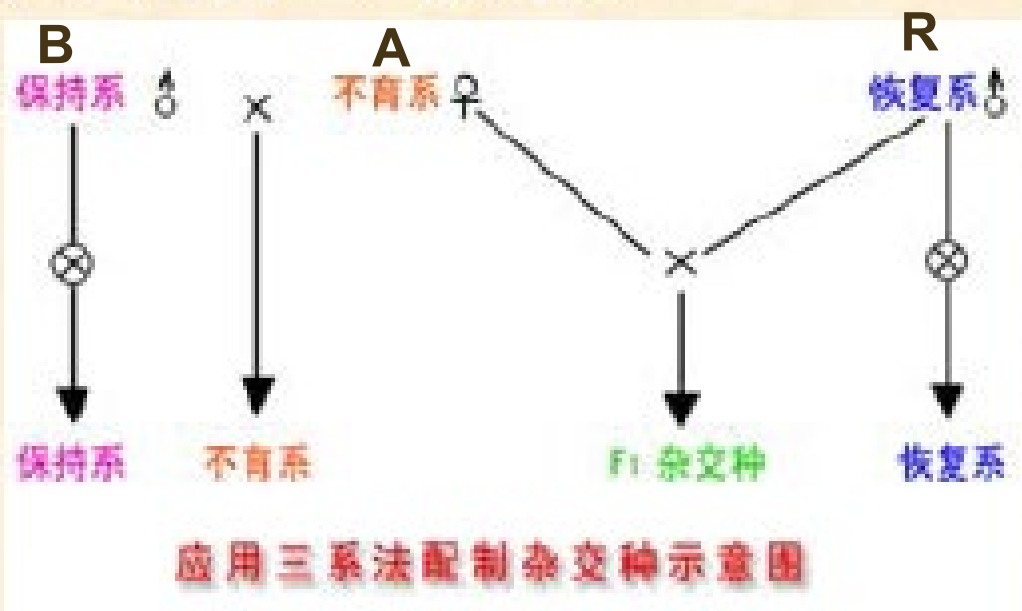 B A R
保持系 ♂ × 不育系 ♀ 恢复系 ♂
×
保持系 不育系 F1 杂交种 恢复系
应用三系法配制杂交种示意图